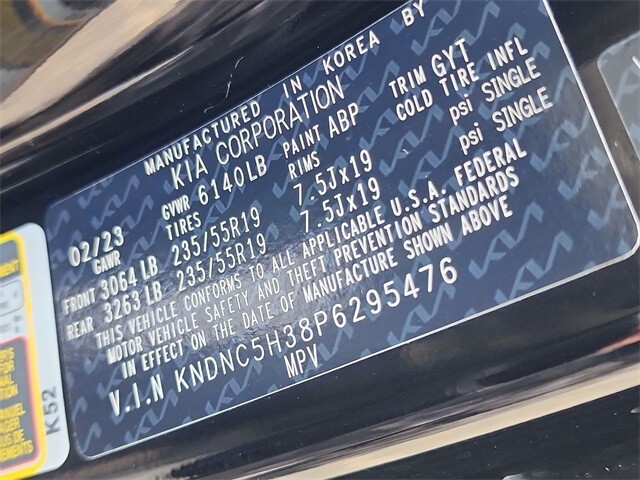 MANUFACTURED IN KOREA BY
KIA CORPORATION
02/23 GVWR 6140LB PAINT ABP TRIM GYT
GAWR TIRES RIMS COLD TIRE INFL
FRONT 3064 LB 235/55R19 7.5Jx19 psi SINGLE
REAR 3263 LB 235/55R19 7.5Jx19 psi SINGLE
THIS VEHICLE CONFORMS TO ALL APPLICABLE U.S.A. FEDERAL
MOTOR VEHICLE SAFETY AND THEFT PREVENTION STANDARDS
IN EFFECT ON THE DATE OF MANUFACTURE SHOWN ABOVE
V.I.N KNDNC5H38P6295476
MPV
K52